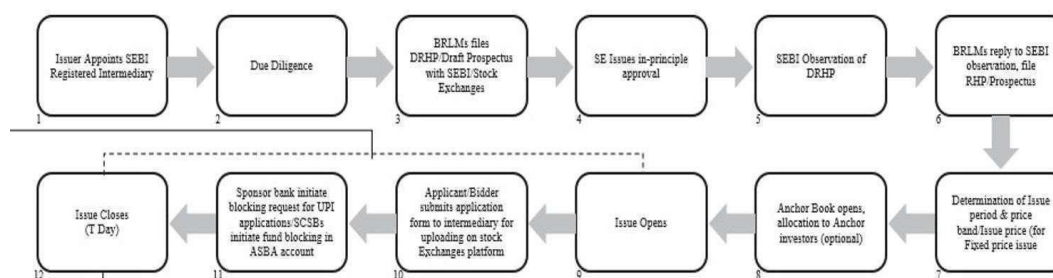 Issuer Appoints SEBI
Registered Intermediary
1
Due Diligence
2
BRLMs files
DRHP/Draft Prospectus
with SEBI/Stock
Exchanges
3
SE Issues in-principle
approval
4
SEBI Observation of
DRHP
5
BRLMs reply to SEBI
observation, file
RHP/Prospectus
6
Determination of Issue
period & price
band/Issue price (for
Fixed price issue
7
Anchor Book opens,
allocation to Anchor
investors (optional)
8
Issue Opens
9
Applicant/Bidder
submits application
form to intermediary for
uploading on stock
Exchanges platform
10
Sponsor bank initiate
blocking request for UPI
applications/SCSBs
initiate fund blocking in
ASBA account
11
Issue Closes
(T Day)
12